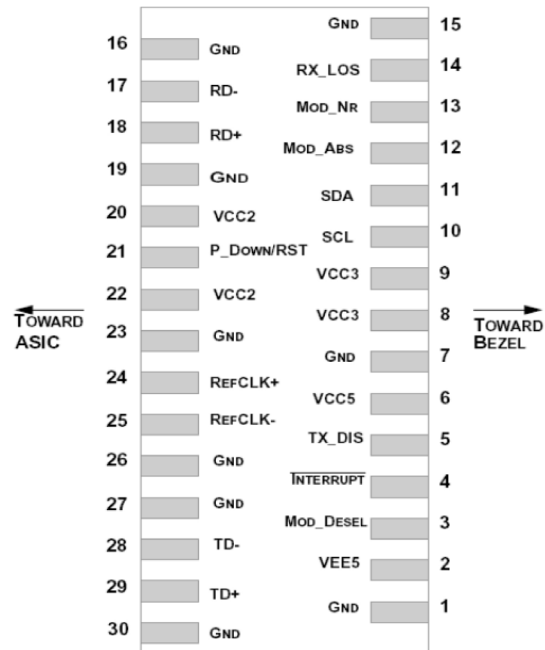 GND 15
16 GND
RX_LOS 14
17 RD-
MOD_NR 13
18 RD+
MOD_ABS 12
19 GND
SDA 11
20 VCC2
SCL 10
21 P_DOWN/RST
VCC3 9
22 VCC2
VCC3 8
TOWARD
ASIC
TOWARD
BEZEL
23 GND
GND 7
24 REFCLK+
VCC5 6
25 REFCLK-
TX_DIS 5
26 GND
INTERRUPT 4
27 GND
MOD_DESEL 3
28 TD-
VEE5 2
29 TD+
GND 1
30 GND